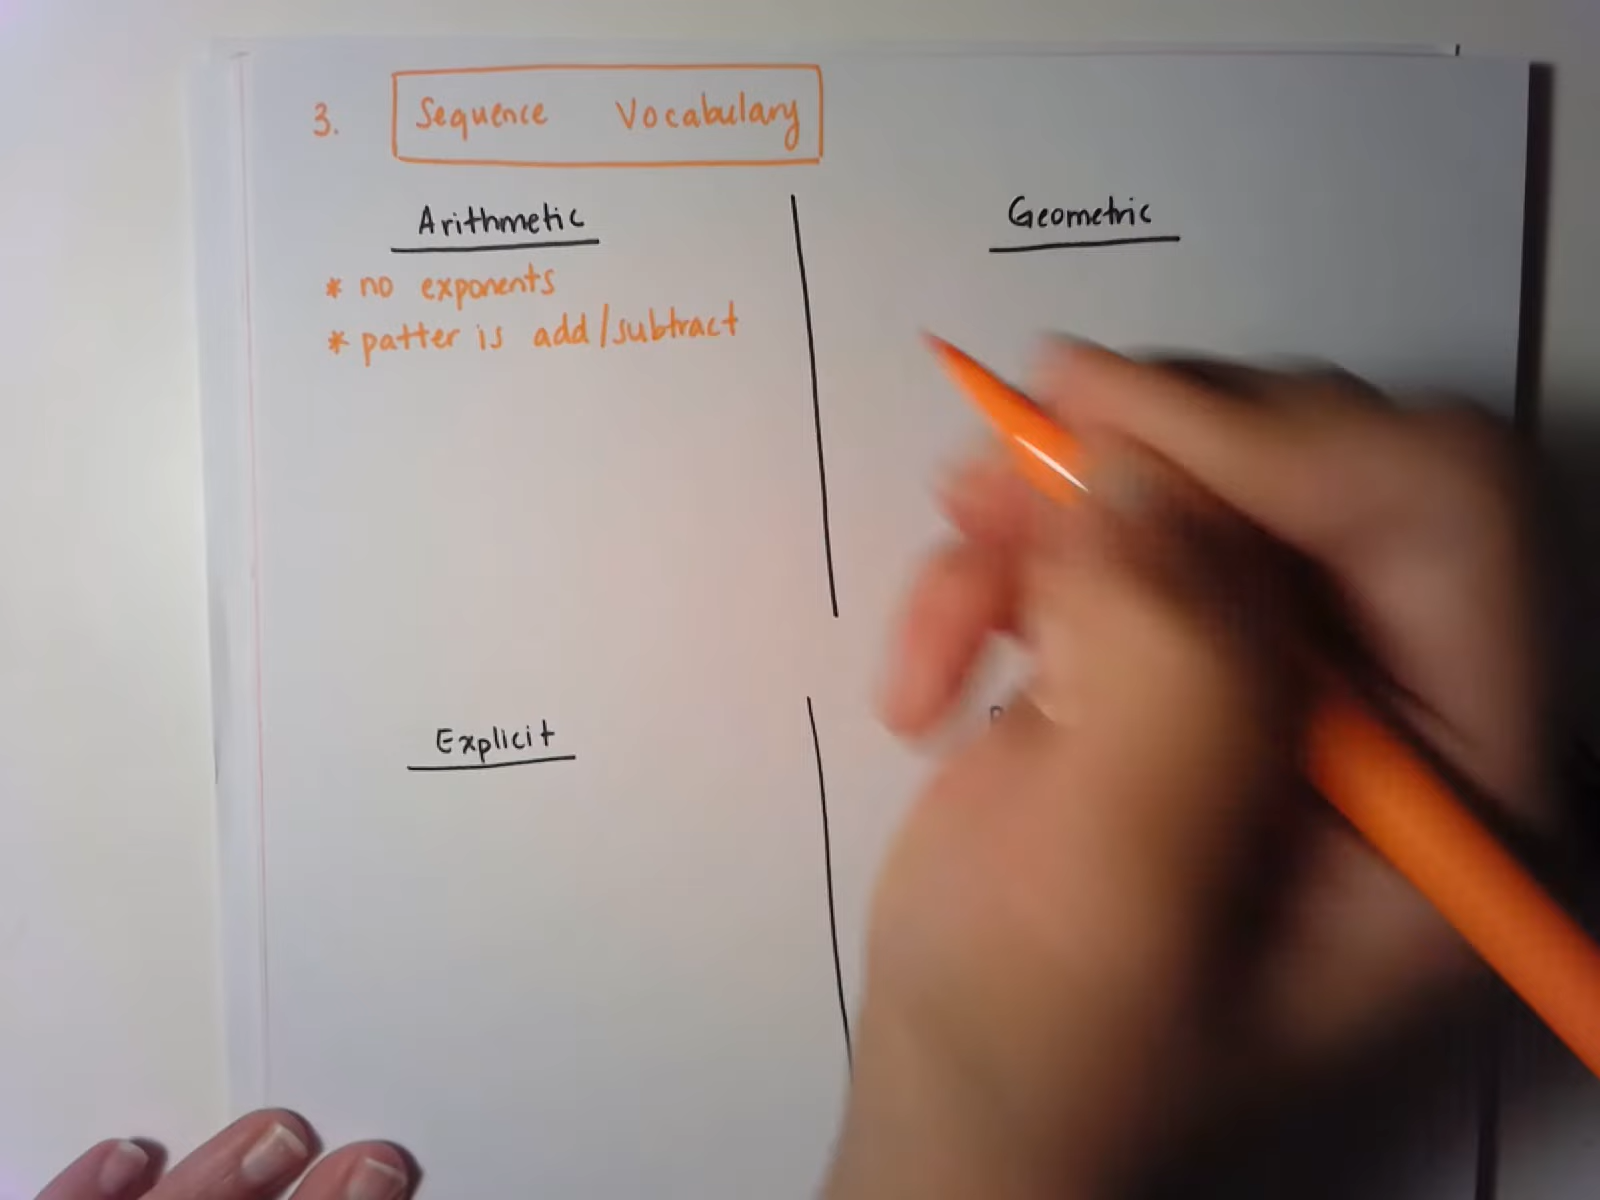 3. Sequence Vocabulary
Arithmetic
* no exponents
* patter is add/subtract
Geometric
Explicit